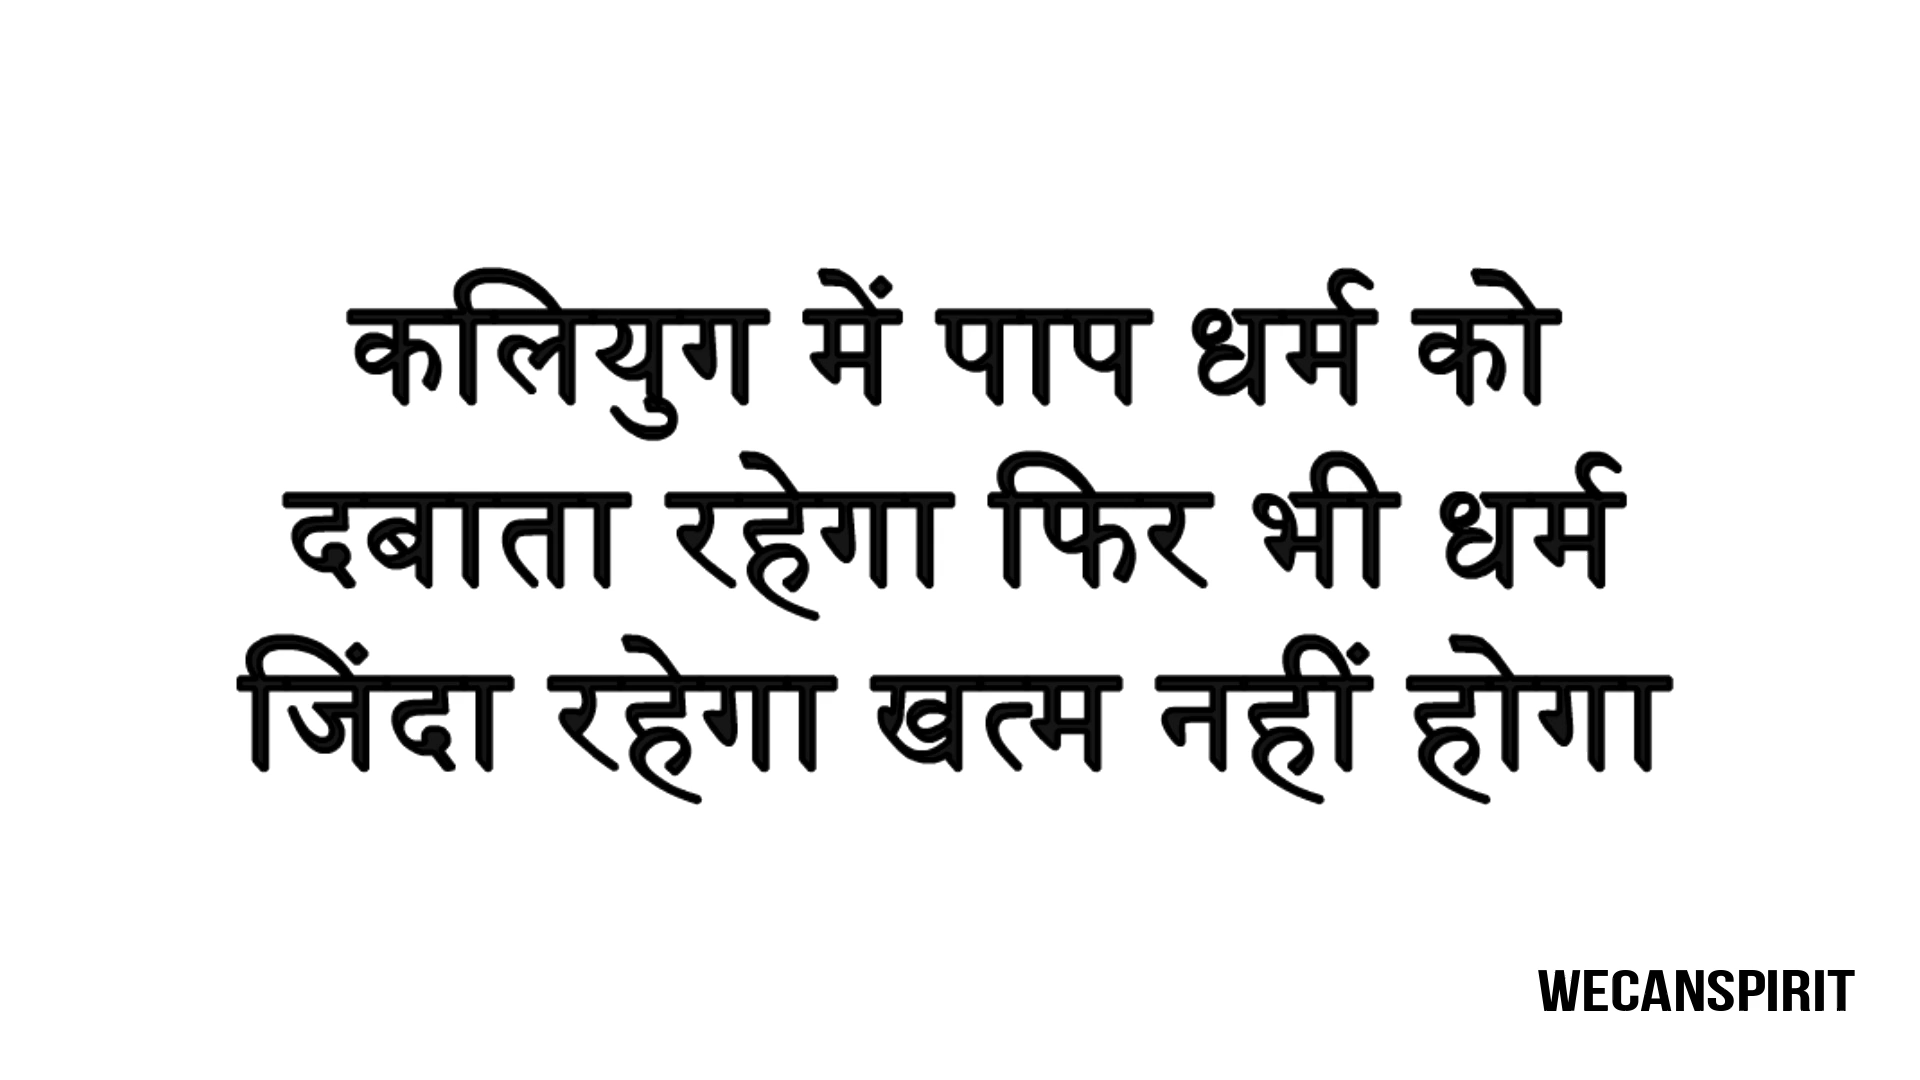 कलियुग में पाप धर्म को
दबाता रहेगा फिर भी धर्म
जिंदा रहेगा खत्म नहीं होगा
WECANSPIRIT